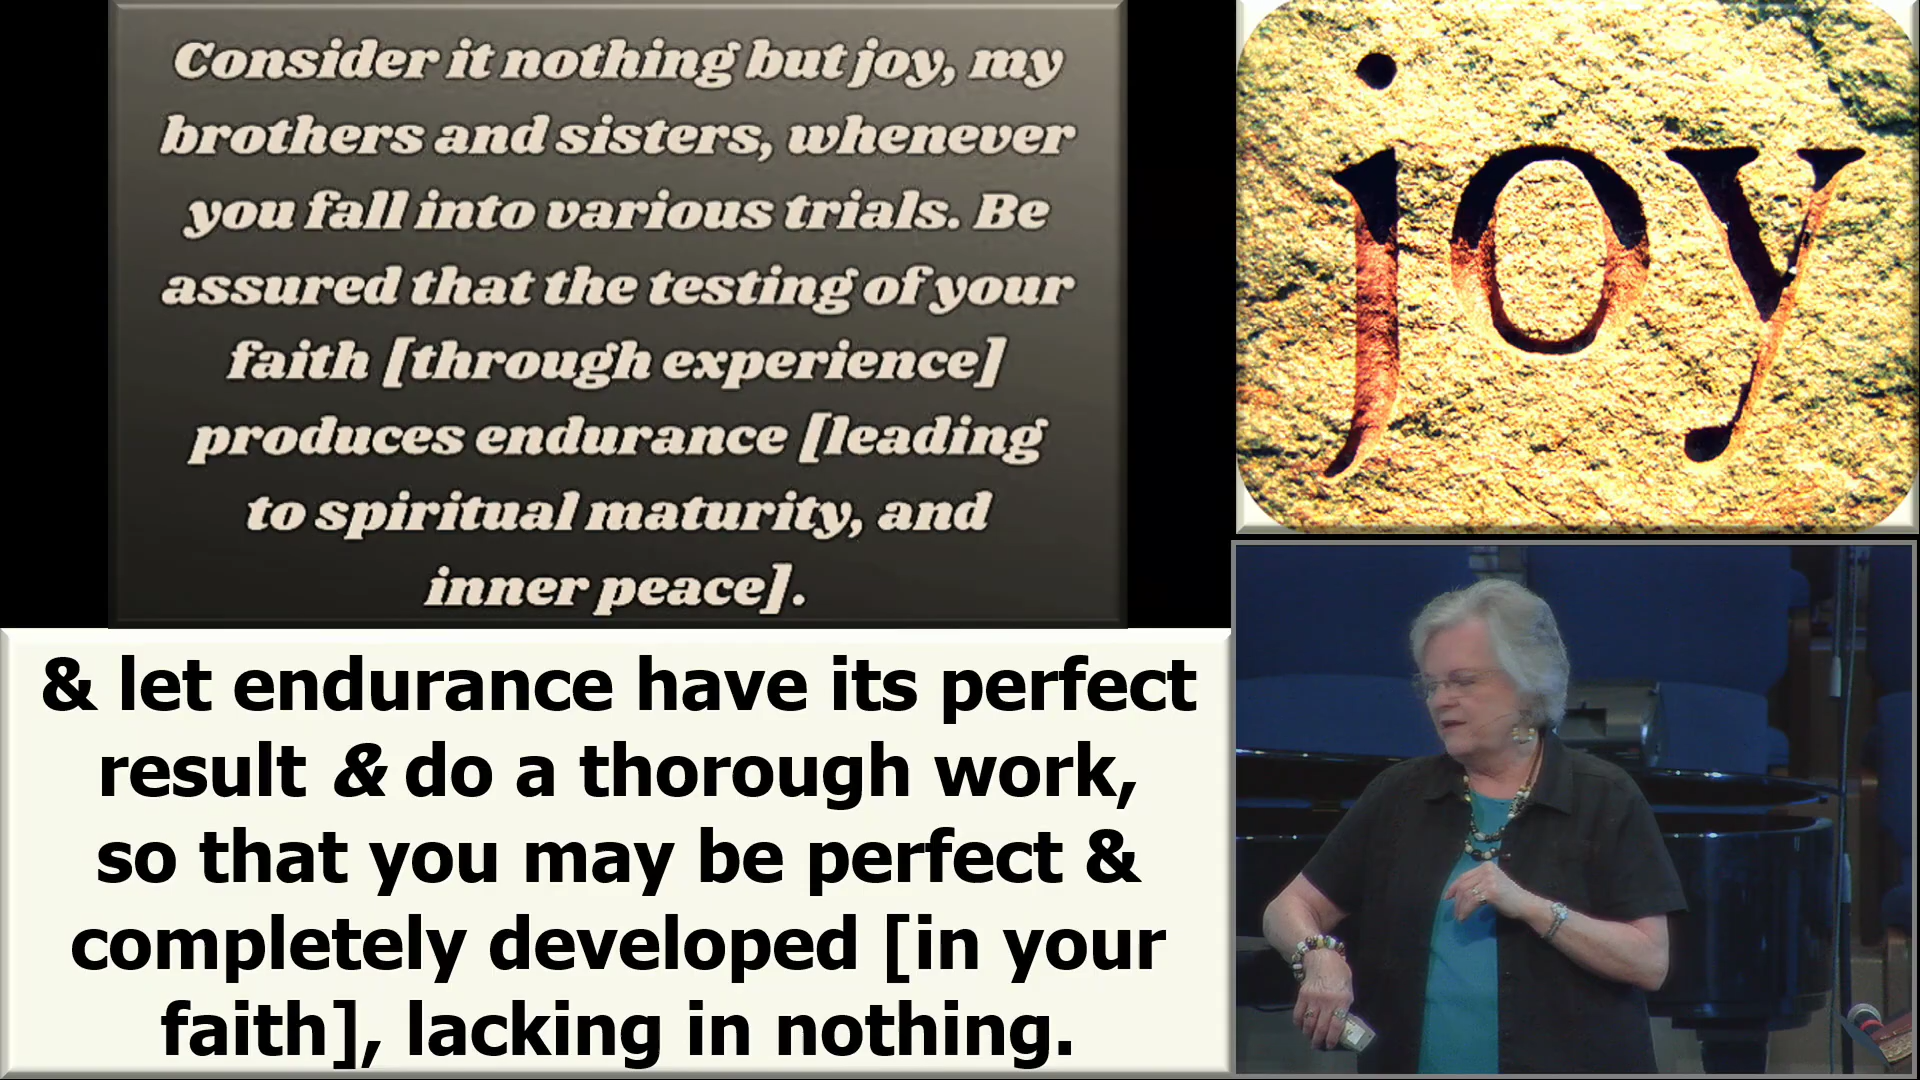 Consider it nothing but joy, my
brothers and sisters, whenever
you fall into various trials. Be
assured that the testing of your
faith [through experience]
produces endurance [leading
to spiritual maturity, and
inner peace].
& let endurance have its perfect
result & do a thorough work,
so that you may be perfect &
completely developed [in your
faith], lacking in nothing.
joy